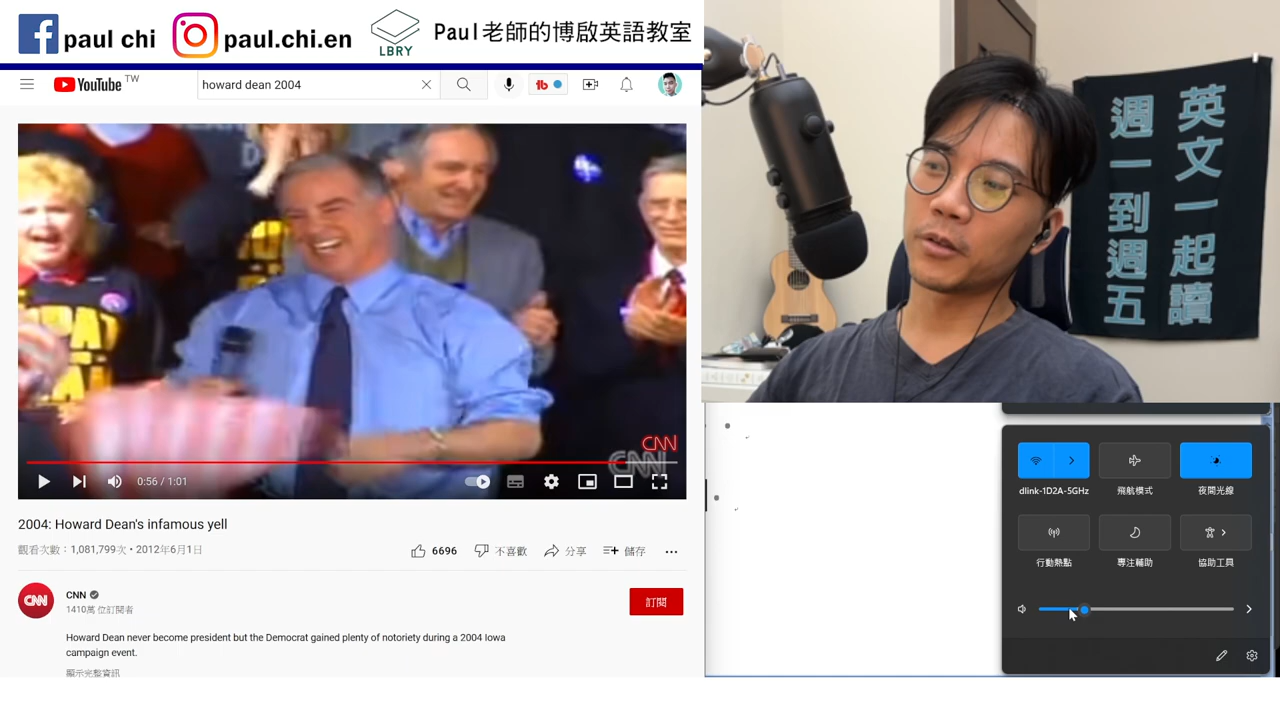 paul chi
paul.chi.en
LBRY
Paul老師的博啟英語教室
YouTube TW
howard dean 2004
CNN
CNN
0:56 / 1:01
2004: Howard Dean's infamous yell
觀看次數：1,081,799次 • 2012年6月1日
6696
不喜歡
分享
儲存
CNN
CNN
1410萬 位訂閱者
訂閱
Howard Dean never become president but the Democrat gained plenty of notoriety during a 2004 Iowa
campaign event.
顯示完整資訊
英文一起讀
週一到週五
dlink-1D2A-5GHz
飛航模式
夜間光線
行動熱點
專注輔助
協助工具